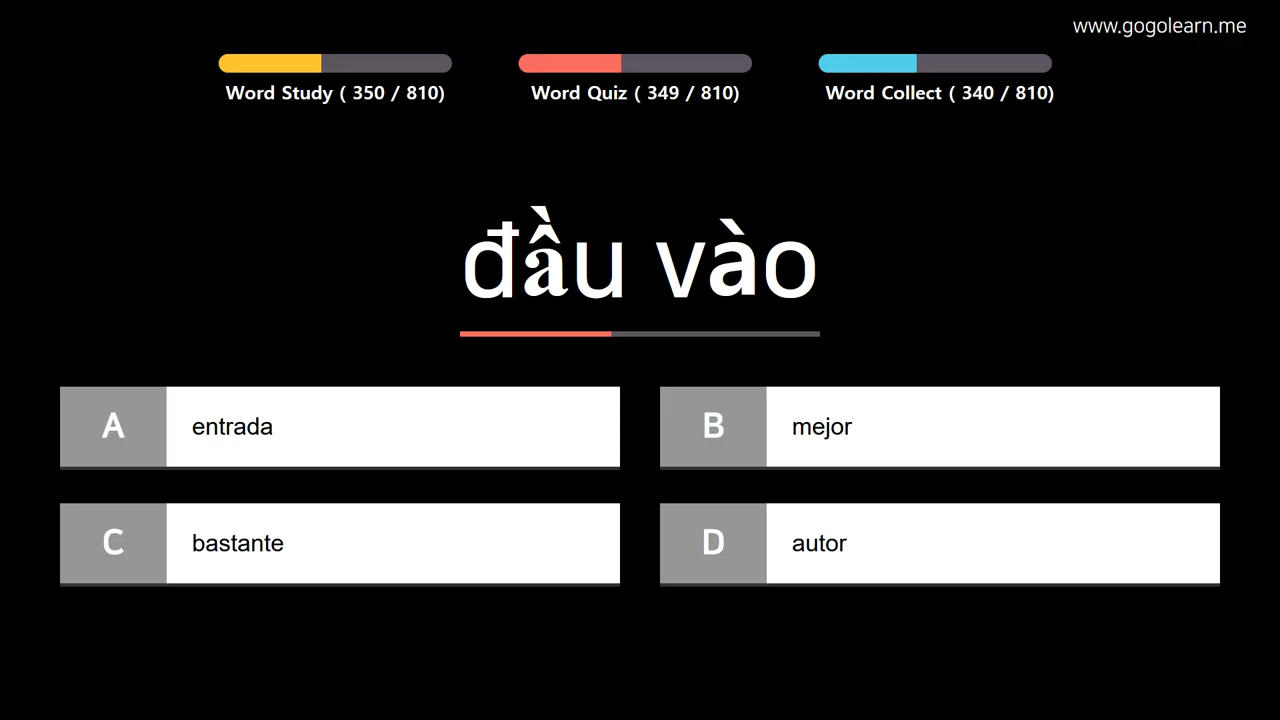 www.gogolearn.me
Word Study ( 350 / 810)
Word Quiz ( 349 / 810)
Word Collect ( 340 / 810)
đầu vào
A entrada
B mejor
C bastante
D autor